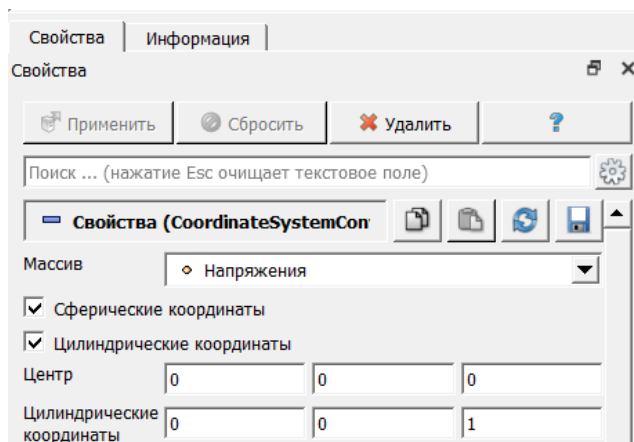 Свойства Информация
Свойства
Применить Сбросить Удалить ?
Поиск ... (нажатие Esc очищает текстовое поле)
Свойства (CoordinateSystemCon
Массив Напряжения
Сферические координаты
Цилиндрические координаты
Центр 0 0 0
Цилиндрические 0 0 1
координаты